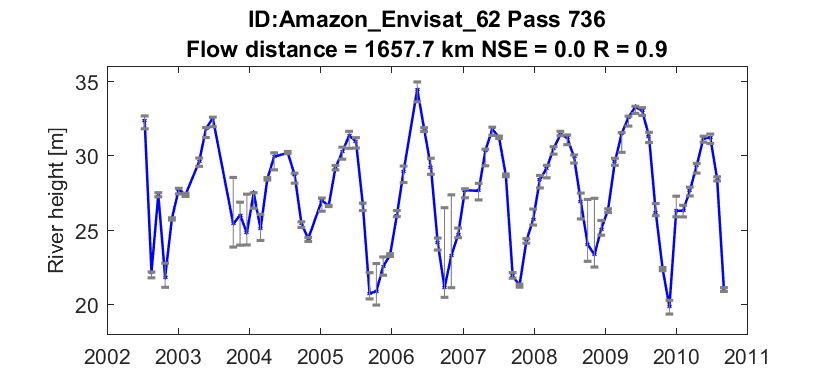 ID:Amazon_Envisat_62 Pass 736
Flow distance = 1657.7 km NSE = 0.0 R = 0.9
35
30
25
20
River height [m]
2002 2003 2004 2005 2006 2007 2008 2009 2010 2011